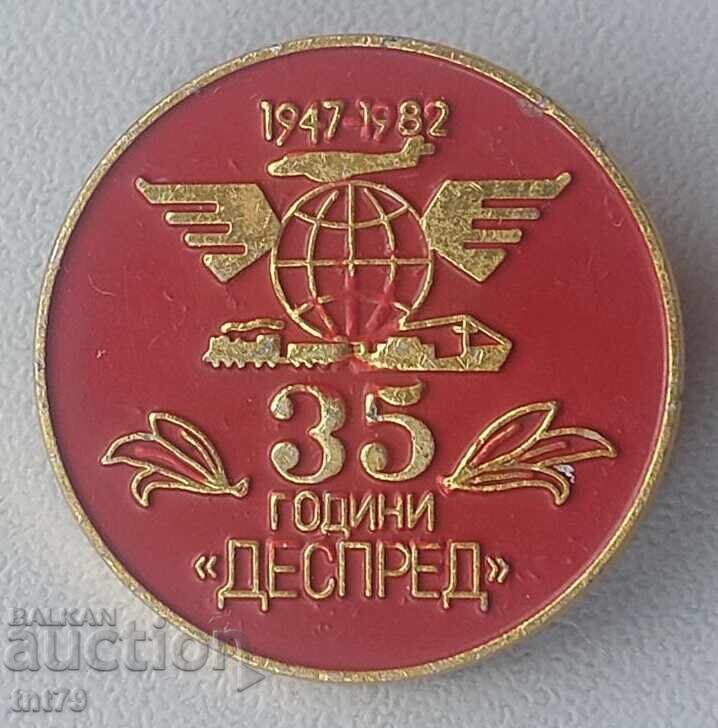 1947-1982
35
ГОДИНИ
«ДЕСПРЕД»
BALKAN
auction
tnt79